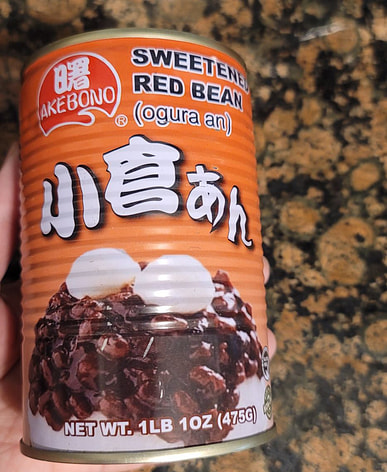 曙
AKEBONO
®
SWEETENED
RED BEAN
(ogura an)
小倉あん
NET WT. 1LB 1OZ (475G)